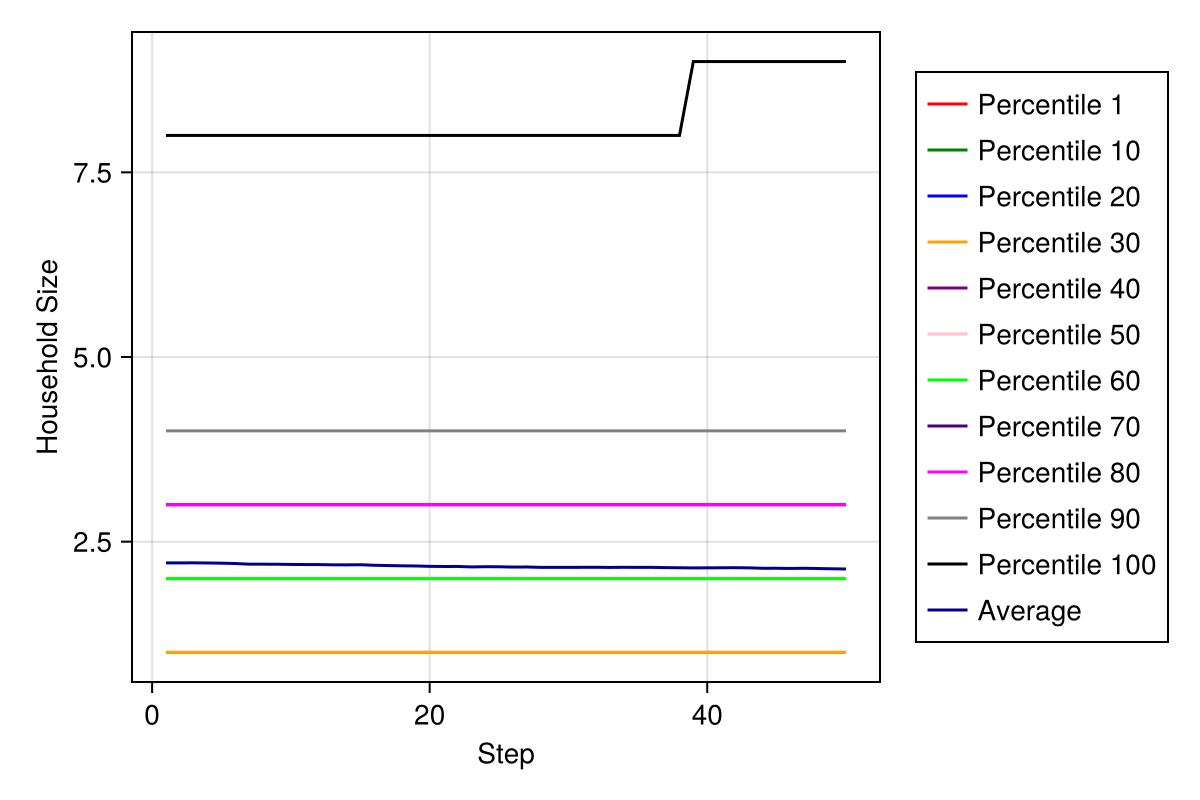 Household Size
7.5
5.0
2.5
0
20
40
Step
Percentile 1
Percentile 10
Percentile 20
Percentile 30
Percentile 40
Percentile 50
Percentile 60
Percentile 70
Percentile 80
Percentile 90
Percentile 100
Average